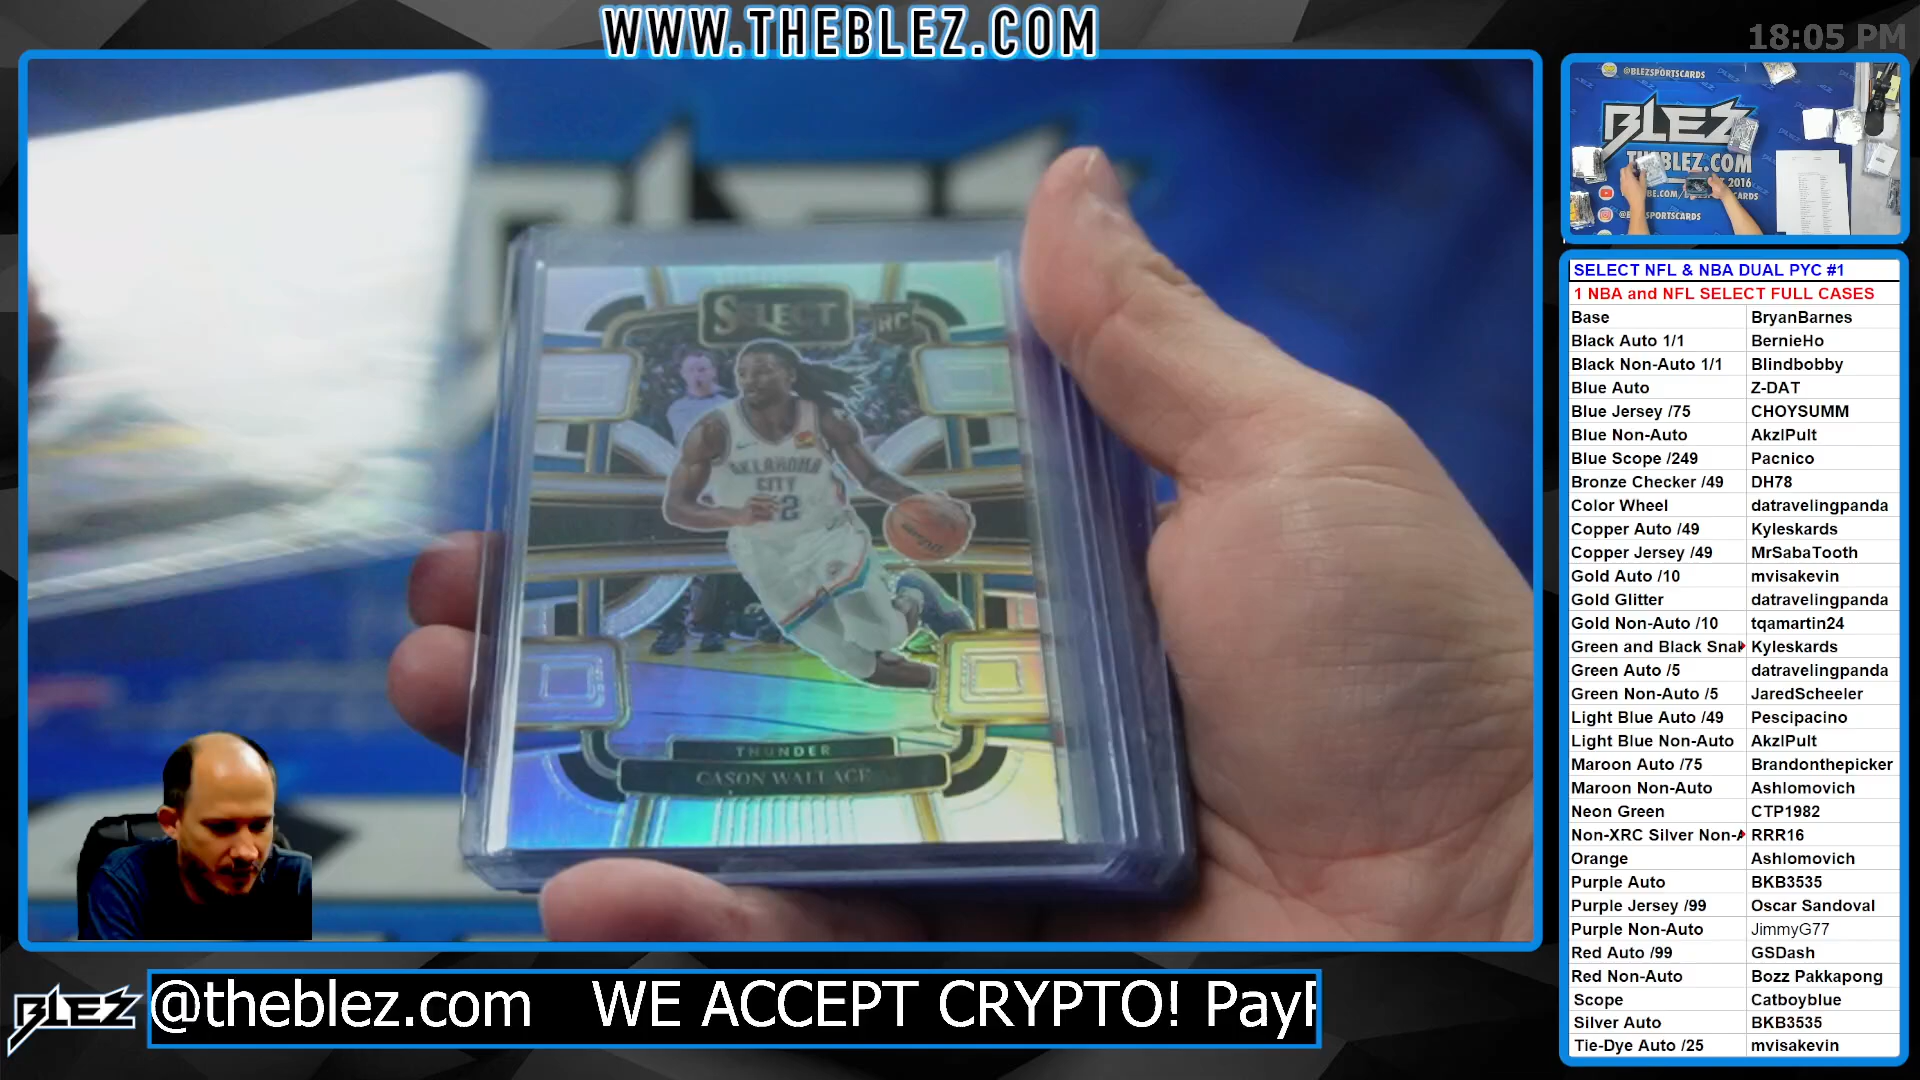 WWW.THEBLEZ.COM
18:05 PM
@BLEZSPORTSCARDS
BLEZ
THEBLEZ.COM
2016
SELECT
RC
OKLAHOMA
CITY
THUNDER
CASON WALLACE
SELECT NFL & NBA DUAL PYC #1
1 NBA and NFL SELECT FULL CASES
Base BryanBarnes
Black Auto 1/1 BernieHo
Black Non-Auto 1/1 Blindbobby
Blue Auto Z-DAT
Blue Jersey /75 CHOYSUMM
Blue Non-Auto AkzlPult
Blue Scope /249 Pacnico
Bronze Checker /49 DH78
Color Wheel datravelingpanda
Copper Auto /49 Kyleskards
Copper Jersey /49 MrSabaTooth
Gold Auto /10 mvisakevin
Gold Glitter datravelingpanda
Gold Non-Auto /10 tqamartin24
Green and Black Snak Kyleskards
Green Auto /5 datravelingpanda
Green Non-Auto /5 JaredScheeler
Light Blue Auto /49 Pescipacino
Light Blue Non-Auto AkzlPult
Maroon Auto /75 Brandonthepicker
Maroon Non-Auto Ashlomovich
Neon Green CTP1982
Non-XRC Silver Non-A RRR16
Orange Ashlomovich
Purple Auto BKB3535
Purple Jersey /99 Oscar Sandoval
Purple Non-Auto JimmyG77
Red Auto /99 GSDash
Red Non-Auto Bozz Pakkapong
Scope Catboyblue
Silver Auto BKB3535
Tie-Dye Auto /25 mvisakevin
BLEZ
@theblez.com WE ACCEPT CRYPTO! PayP